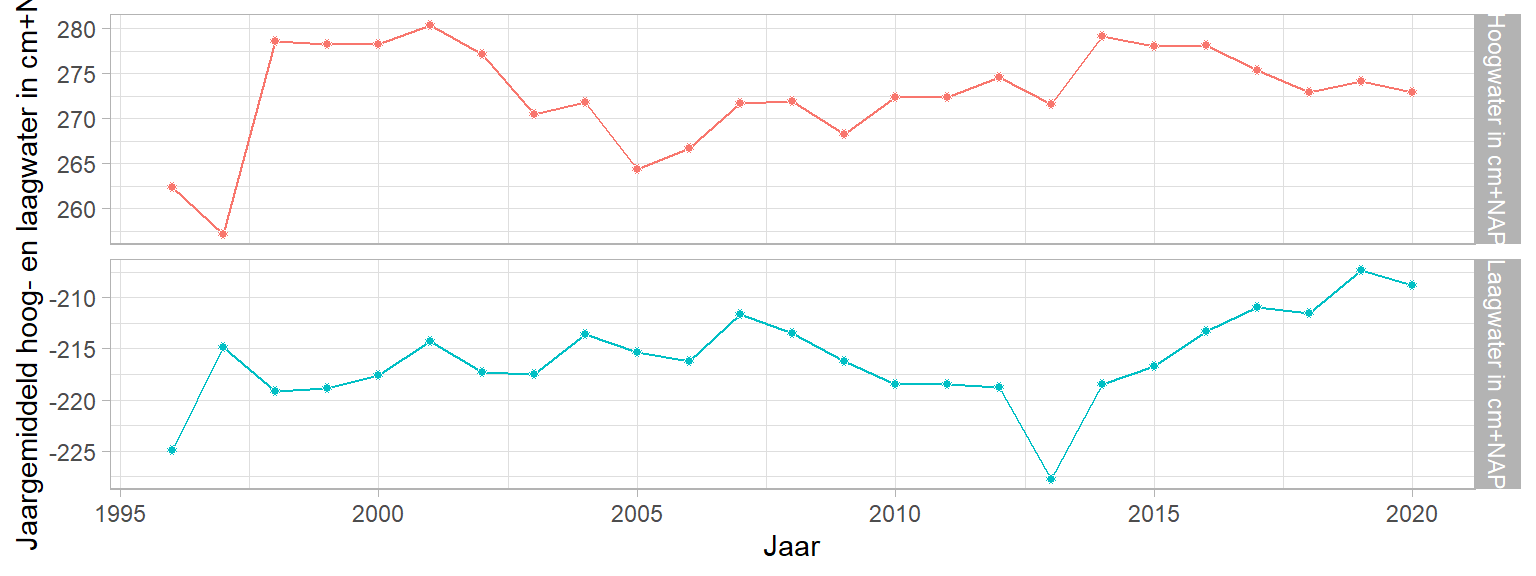 Jaargemiddeld hoog- en laagwater in cm+N
280
275
270
265
260
Hoogwater in cm+NAP
-210
-215
-220
-225
Laagwater in cm+NAP
1995 2000 2005 2010 2015 2020
Jaar